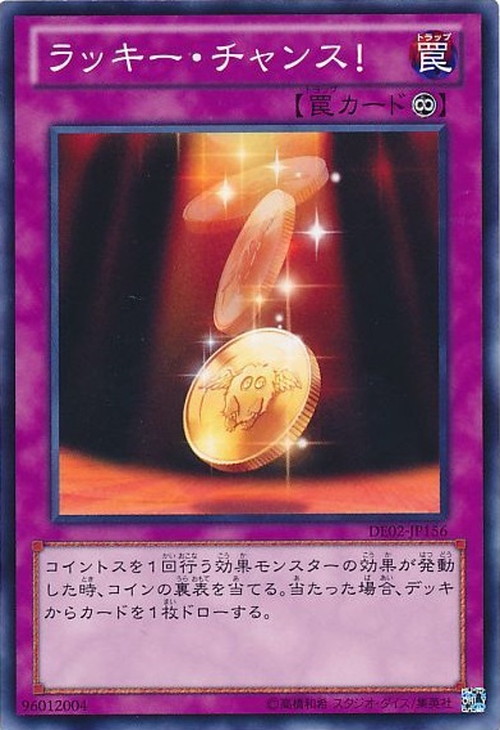 ラッキー・チャンス!
罠
トラップ
【罠カード】
DE02-JP156
コイントスを1回行う効果モンスターの効果が発動
した時、コインの裏表を当てる。当たった場合、デッキ
からカードを1枚ドローする。
96012004
©高橋和希 スタジオ・ダイス/集英社